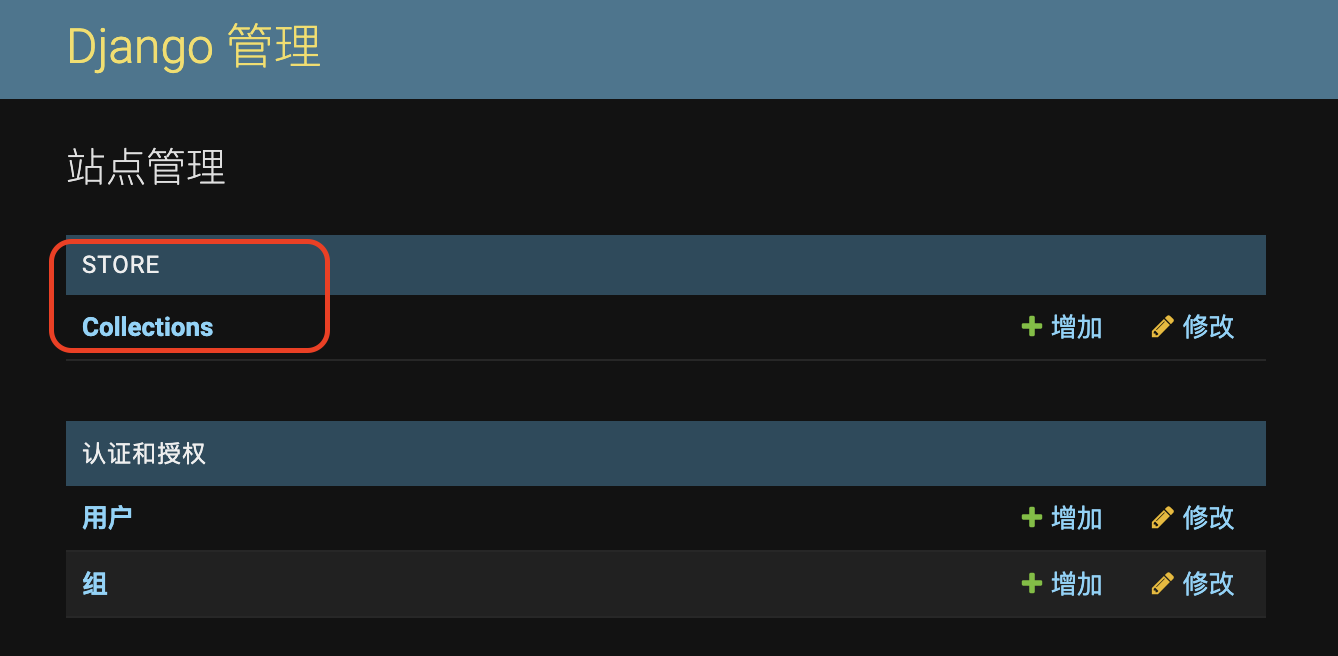 Django 管理
站点管理
STORE
Collections 增加 修改
认证和授权
用户 增加 修改
组 增加 修改